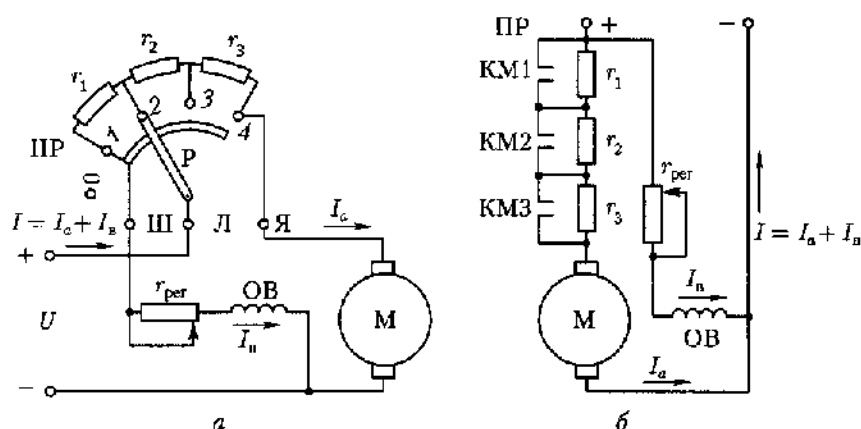 r₁
r₂
r₃
ПР
0
1
2
3
4
Р
I = Iₐ + Iв
Ш
Л
Я
Iₐ
+
rрег
ОВ
U
Iв
М
−
а
ПР
+
−
КМ1
r₁
КМ2
r₂
КМ3
r₃
rрег
I = Iₐ + Iв
Iв
М
ОВ
Iₐ
б